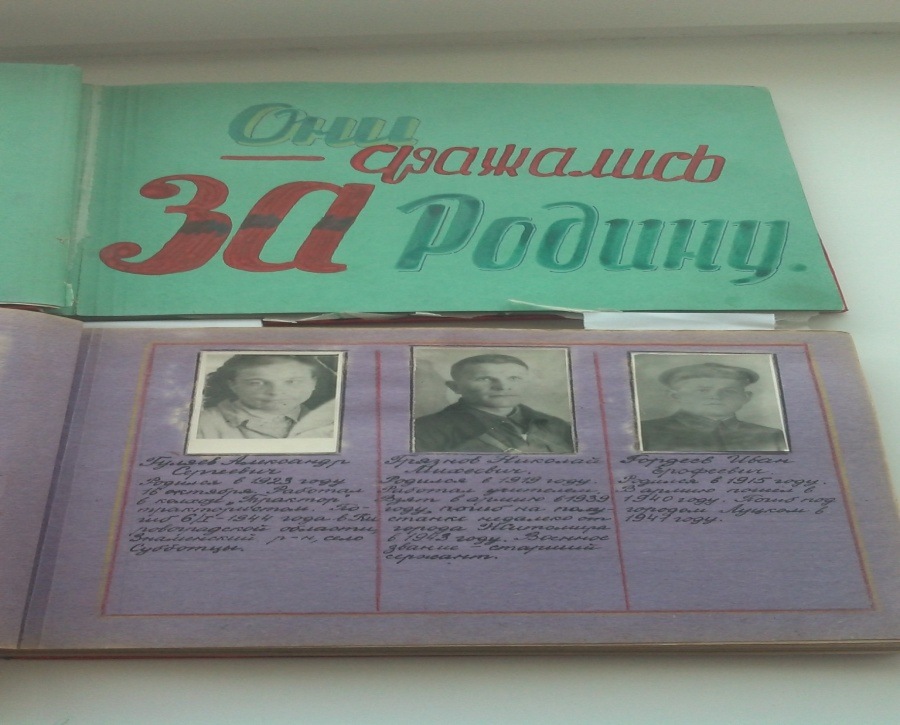 Они
сражались
За Родину.
Гуляев Александр
Сергеевич
Родился в 1923 году
16 октября. Работал
в колхозе "Трактор"
трактористом. По-
гиб 6/II-1944 года в Ки
ровоградской области,
Знаменский р-н, село
Субботцы.
Грязнов Николай
Михеевич.
Родился в 1919 году.
Работал учителем.
Взят в армию в 1939
году, погиб на полу-
станке недалеко от
города Житомира
в 1943 году. Военное
звание - старший
сержант.
Гордеев Иван
Ерофеевич
Родился в 1915 году.
В армию пошел в
1940 году. Погиб под
городом Луцком в
1941 году.